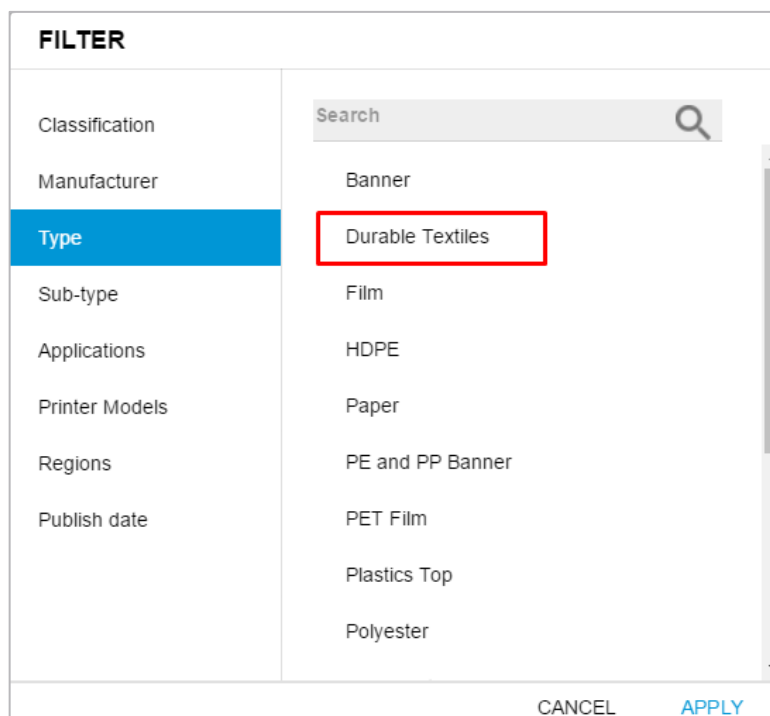 FILTER
Classification
Manufacturer
Type
Sub-type
Applications
Printer Models
Regions
Publish date
Search
Banner
Durable Textiles
Film
HDPE
Paper
PE and PP Banner
PET Film
Plastics Top
Polyester
CANCEL APPLY